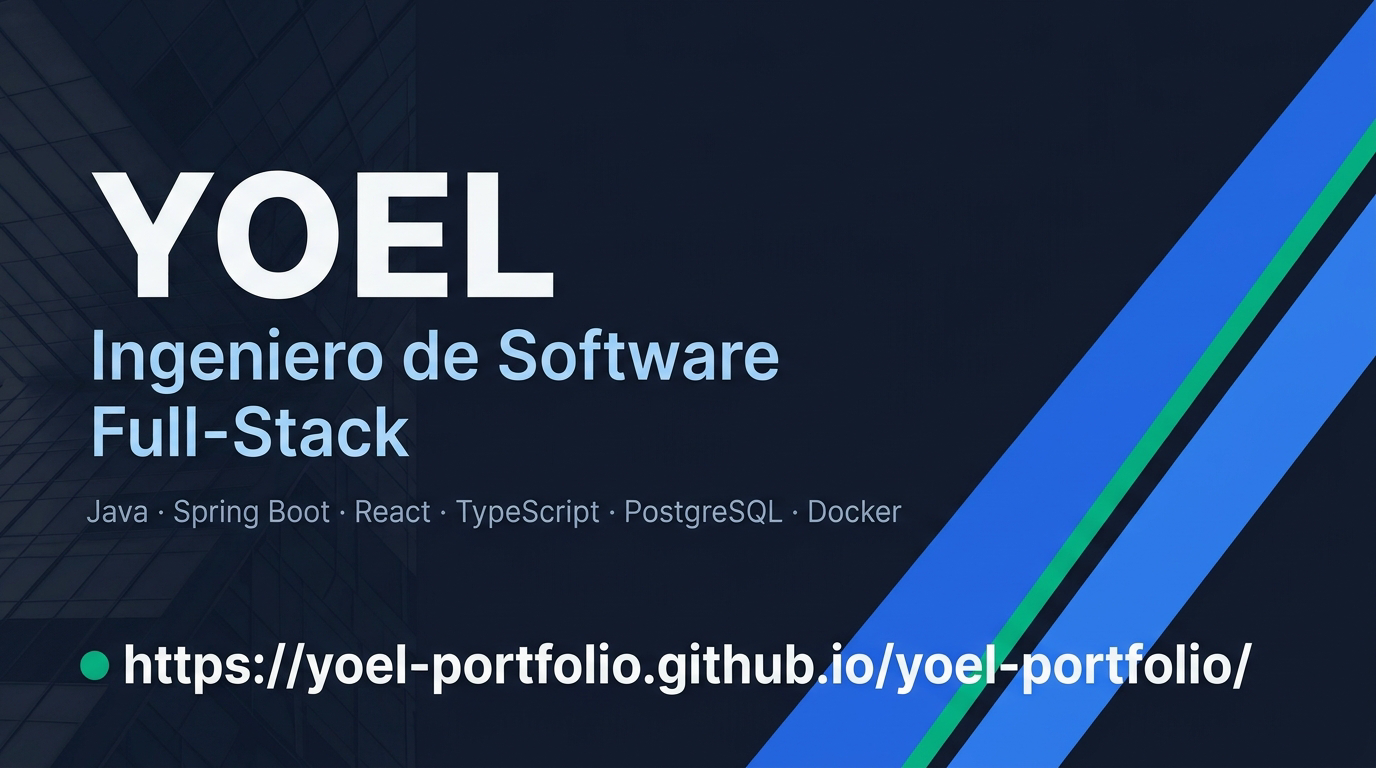 YOEL
Ingeniero de Software
Full-Stack
Java · Spring Boot · React · TypeScript · PostgreSQL · Docker
https://yoel-portfolio.github.io/yoel-portfolio/